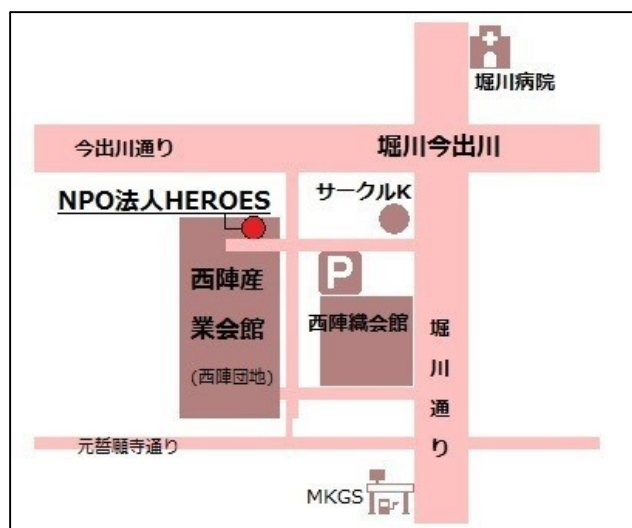 堀川病院
今出川通り
堀川今出川
NPO法人HEROES
サークルK
P
西陣産
業会館
(西陣団地)
西陣織会館
堀川通り
元誓願寺通り
MKGS